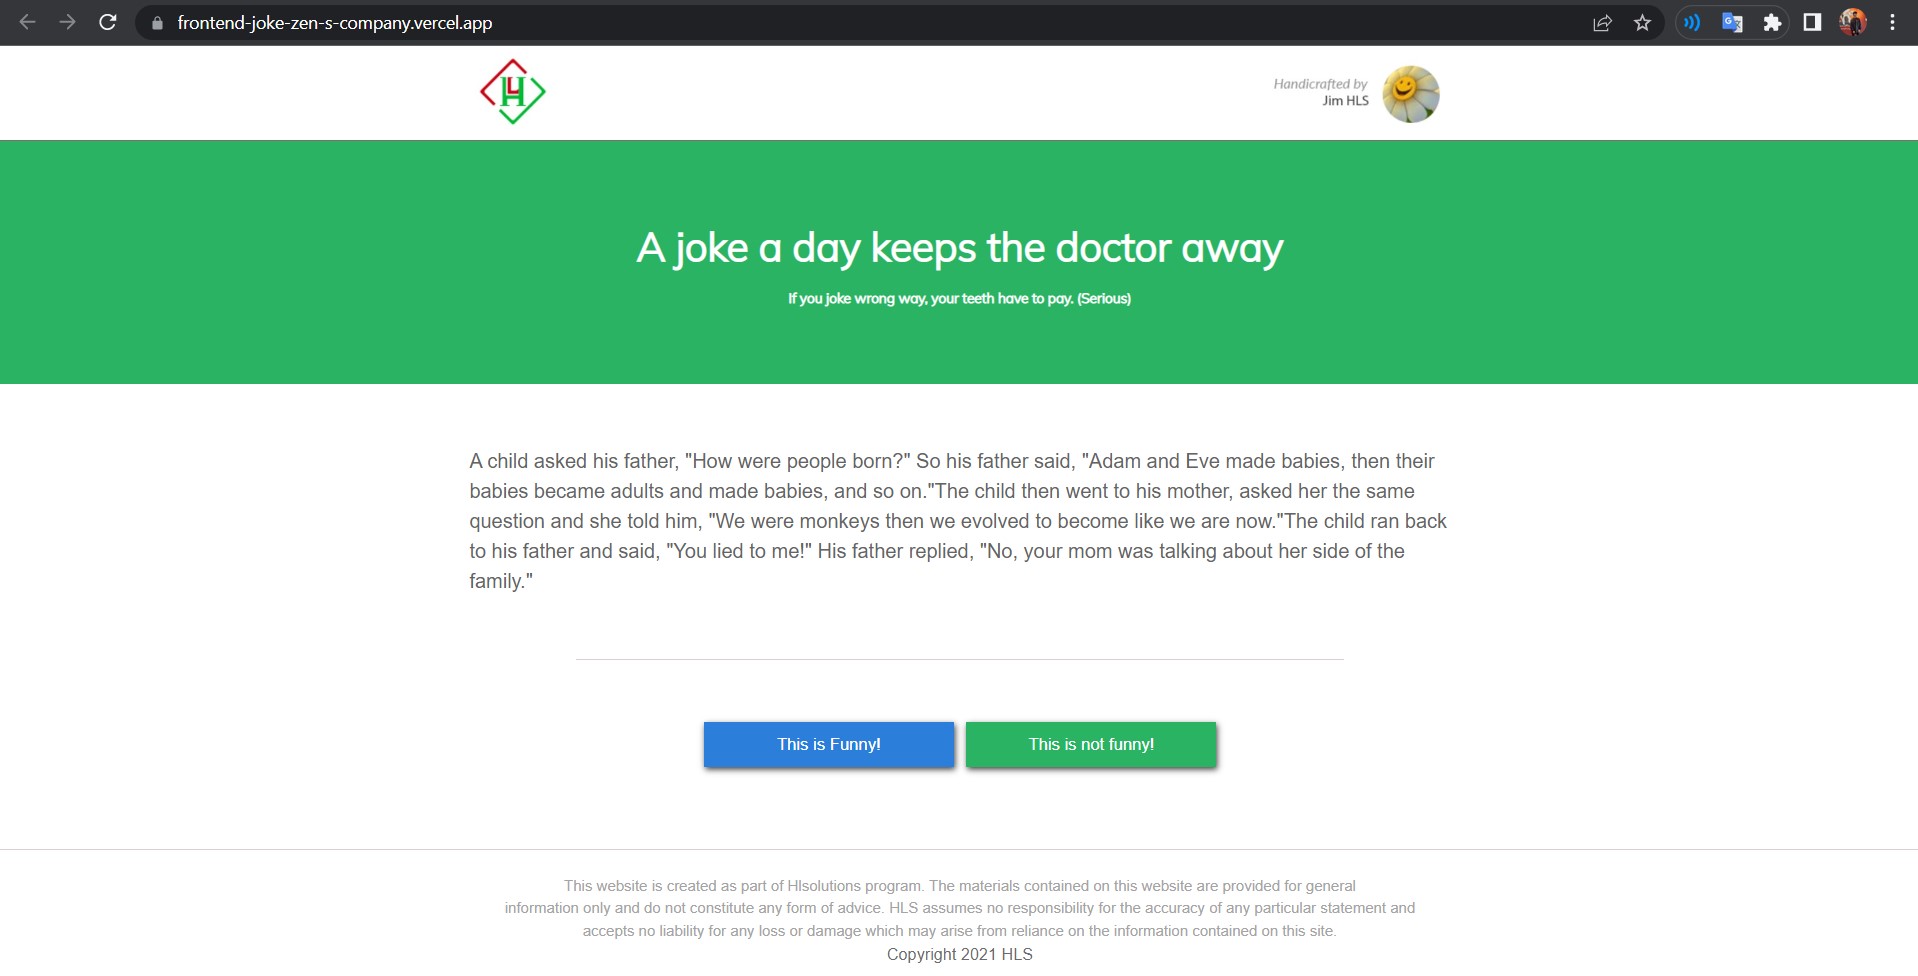 frontend-joke-zen-s-company.vercel.app
H
Handicrafted by
Jim HLS
A joke a day keeps the doctor away
If you joke wrong way, your teeth have to pay. (Serious)
A child asked his father, "How were people born?" So his father said, "Adam and Eve made babies, then their
babies became adults and made babies, and so on."The child then went to his mother, asked her the same
question and she told him, "We were monkeys then we evolved to become like we are now."The child ran back
to his father and said, "You lied to me!" His father replied, "No, your mom was talking about her side of the
family."
This is Funny!
This is not funny!
This website is created as part of Hlsolutions program. The materials contained on this website are provided for general
information only and do not constitute any form of advice. HLS assumes no responsibility for the accuracy of any particular statement and
accepts no liability for any loss or damage which may arise from reliance on the information contained on this site.
Copyright 2021 HLS